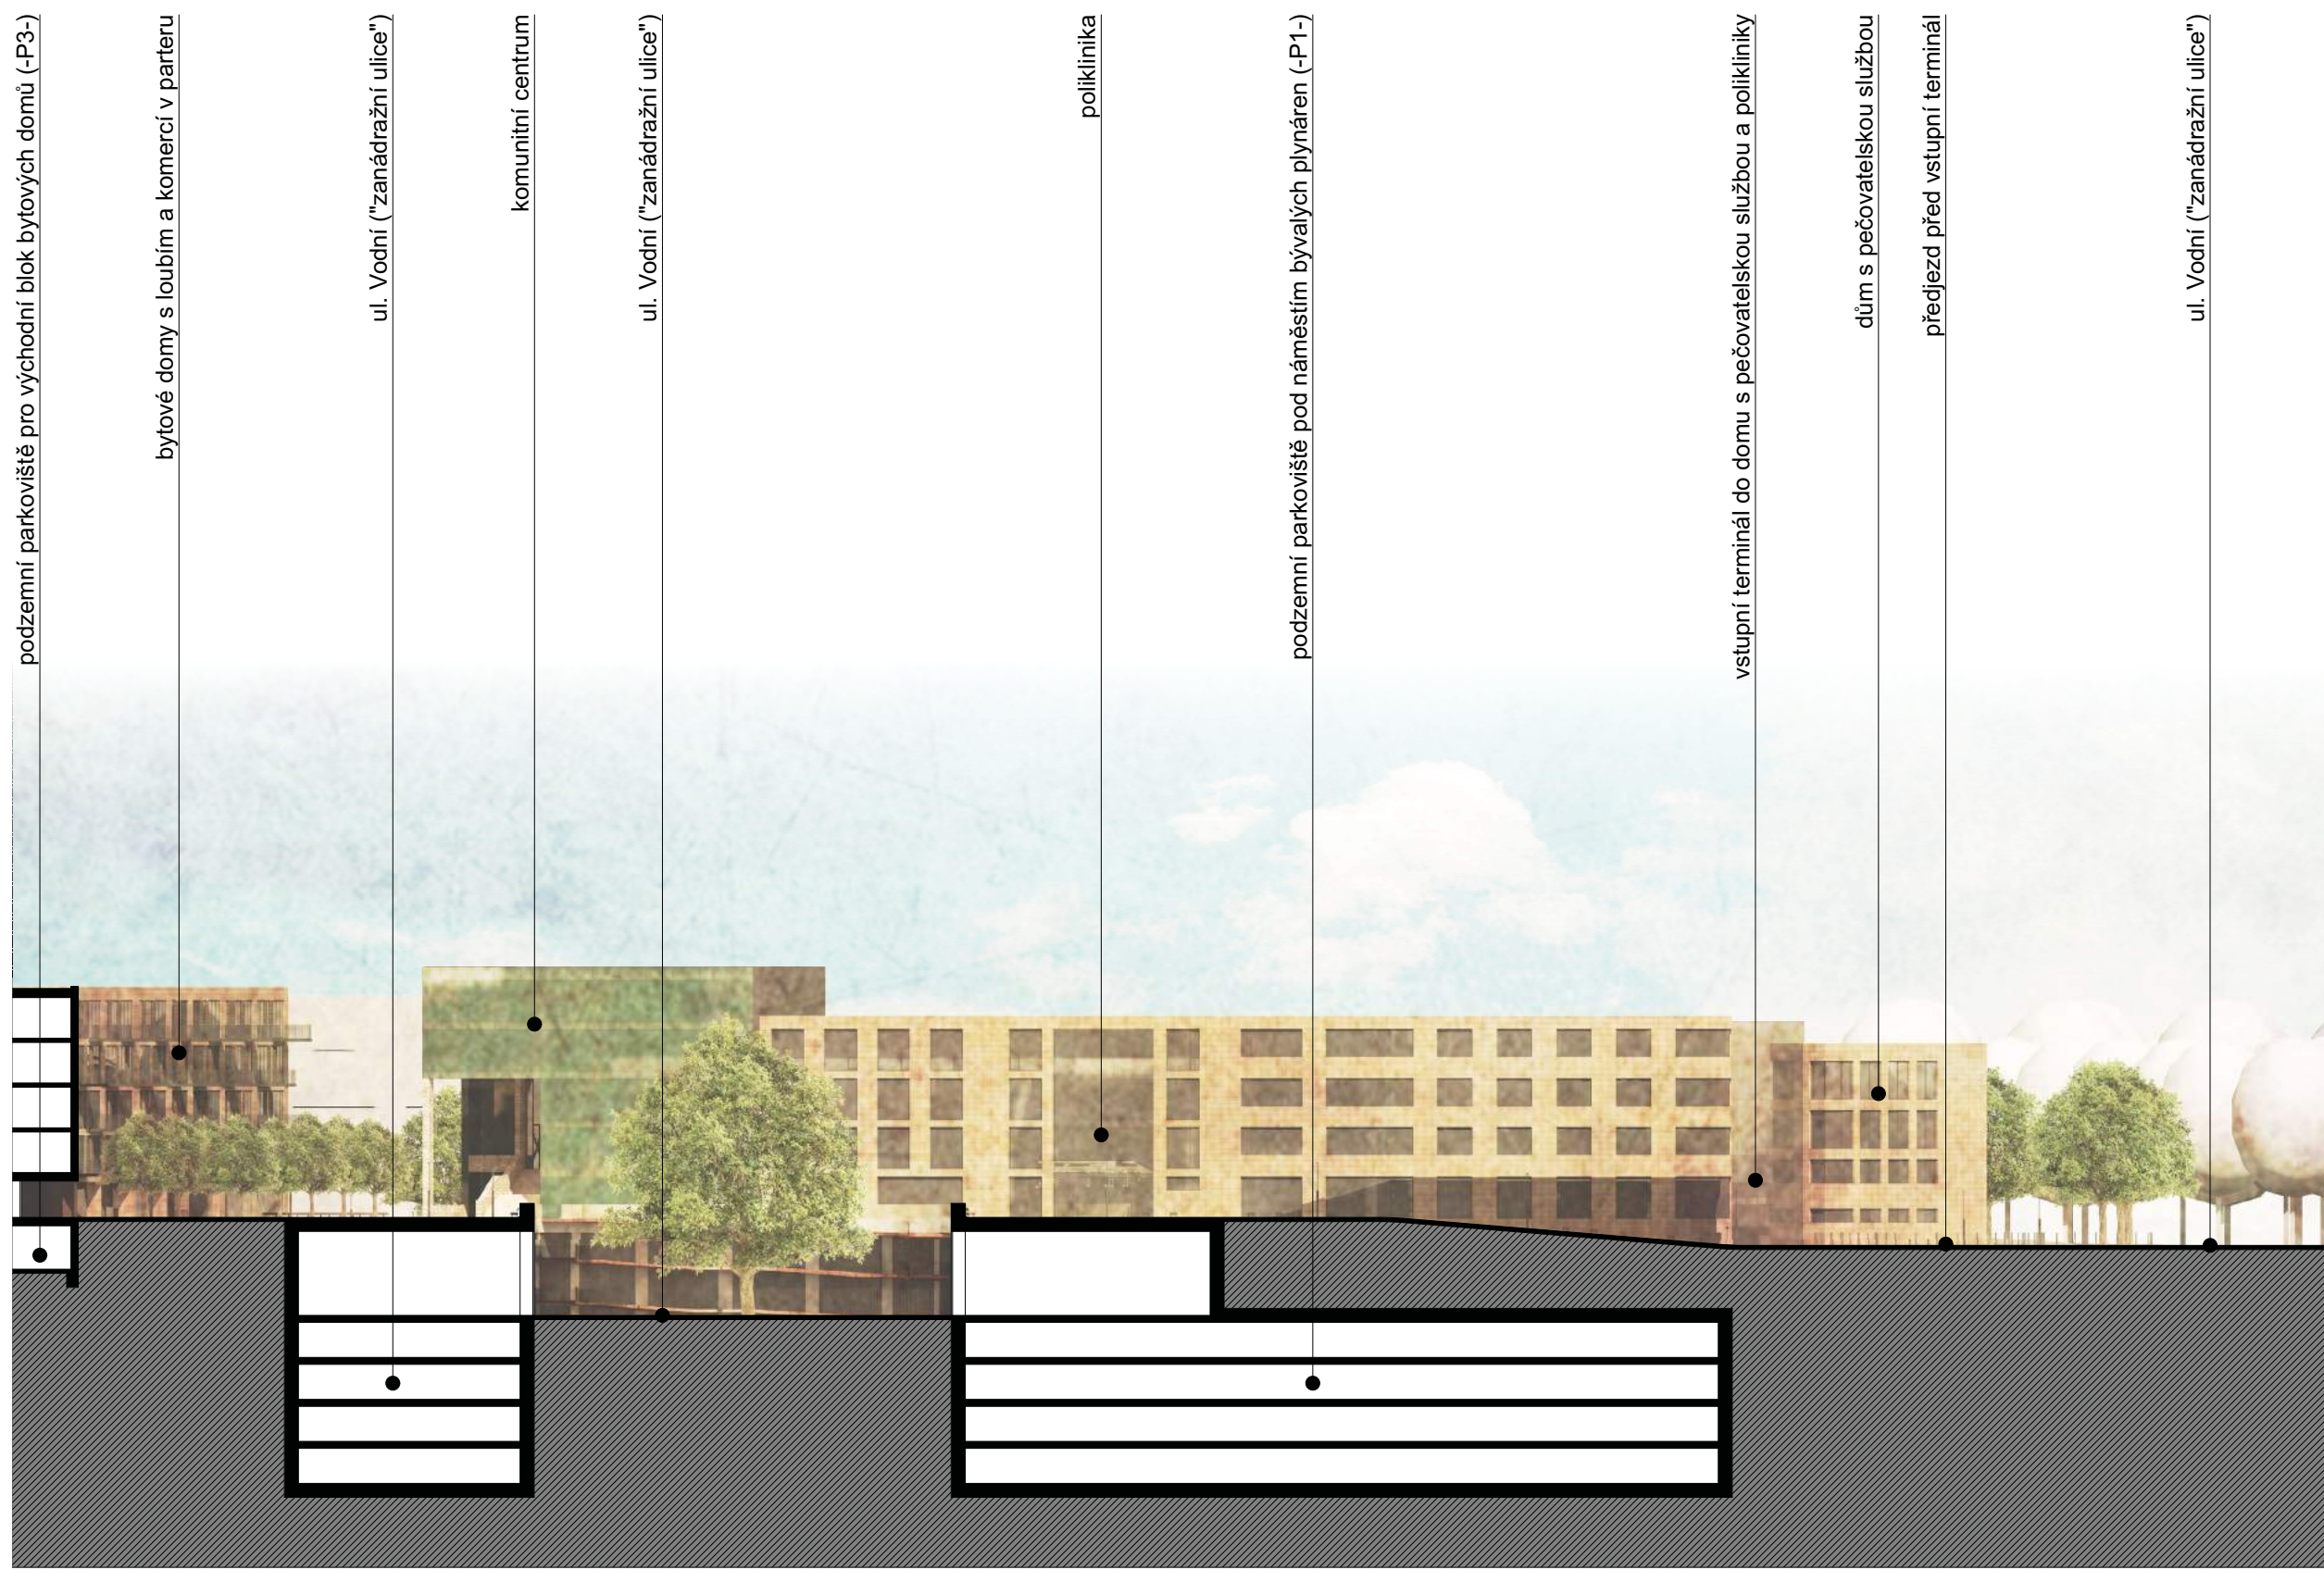 podzemní parkoviště pro východní blok bytových domů (-P3-)
bytové domy s loubím a komercí v parteru
ul. Vodní ("zanádražní ulice")
komunitní centrum
ul. Vodní ("zanádražní ulice")
poliklinika
podzemní parkoviště pod náměstím bývalých plynáren (-P1-)
vstupní terminál do domu s pečovatelskou službou a polikliniky
dům s pečovatelskou službou
předjezd před vstupní terminál
ul. Vodní ("zanádražní ulice")